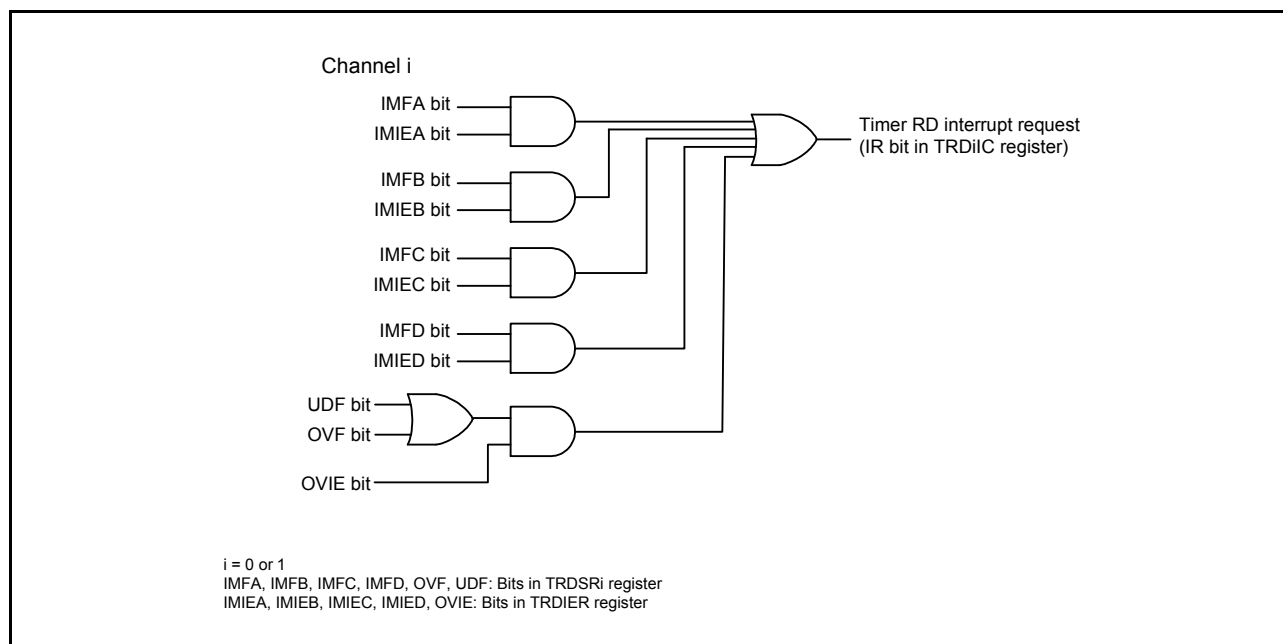 Channel i
IMFA bit
IMIEA bit
Timer RD interrupt request
(IR bit in TRDiIC register)
IMFB bit
IMIEB bit
IMFC bit
IMIEC bit
IMFD bit
IMIED bit
UDF bit
OVF bit
OVIE bit
i = 0 or 1
IMFA, IMFB, IMFC, IMFD, OVF, UDF: Bits in TRDSRi register
IMIEA, IMIEB, IMIEC, IMIED, OVIE: Bits in TRDIER register